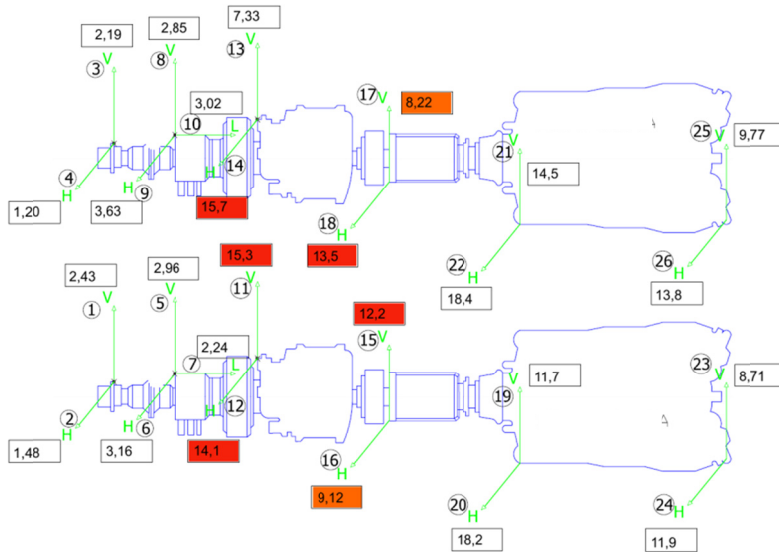 7,33
2,19
2,85
V
V
V
8
13
3
17
V
8,22
3,02
10
L
25
V
9,77
21
V
14
H
4
H
9
H
14,5
1,20
3,63
15,7
18
H
22
H
26
H
15,3
13,5
18,4
13,8
2,43
2,96
V
V
V
1
5
11
12,2
15
V
2,24
7
L
23
V
8,71
19
V
11,7
12
H
2
H
6
H
1,48
3,16
14,1
16
H
9,12
20
H
24
H
18,2
11,9